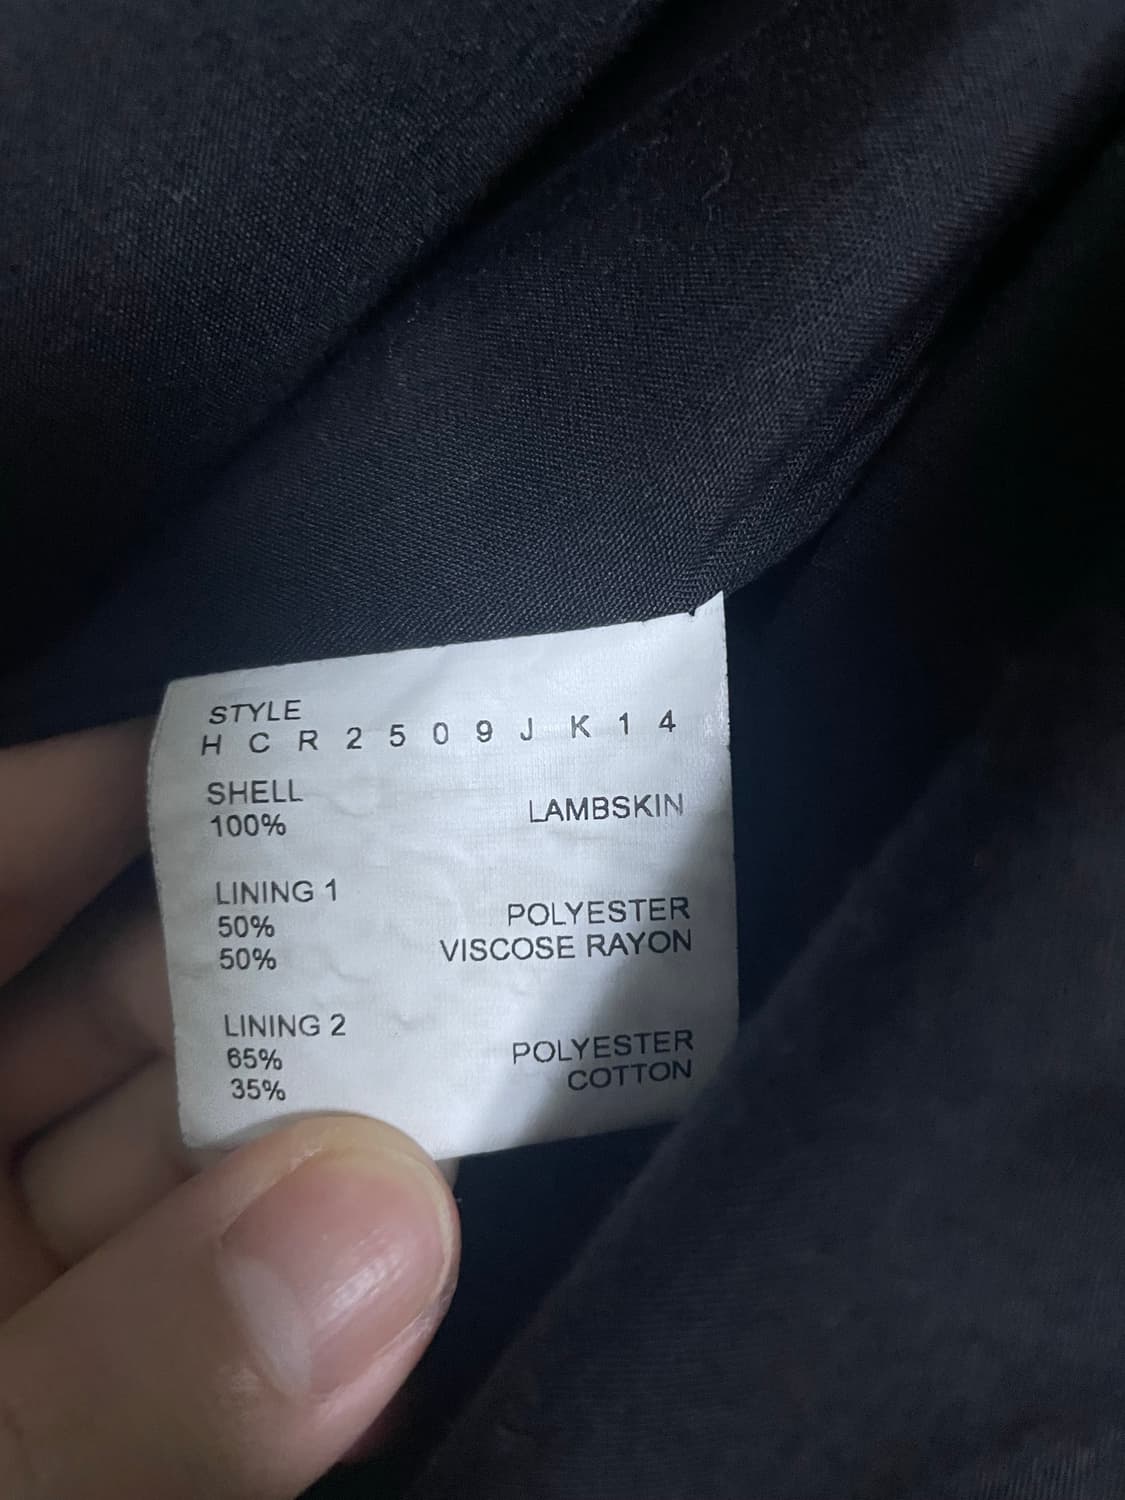 STYLE
H C R 2 5 0 9 J K 1 4
SHELL
100% LAMBSKIN
LINING 1
50% POLYESTER
50% VISCOSE RAYON
LINING 2
65% POLYESTER
35% COTTON